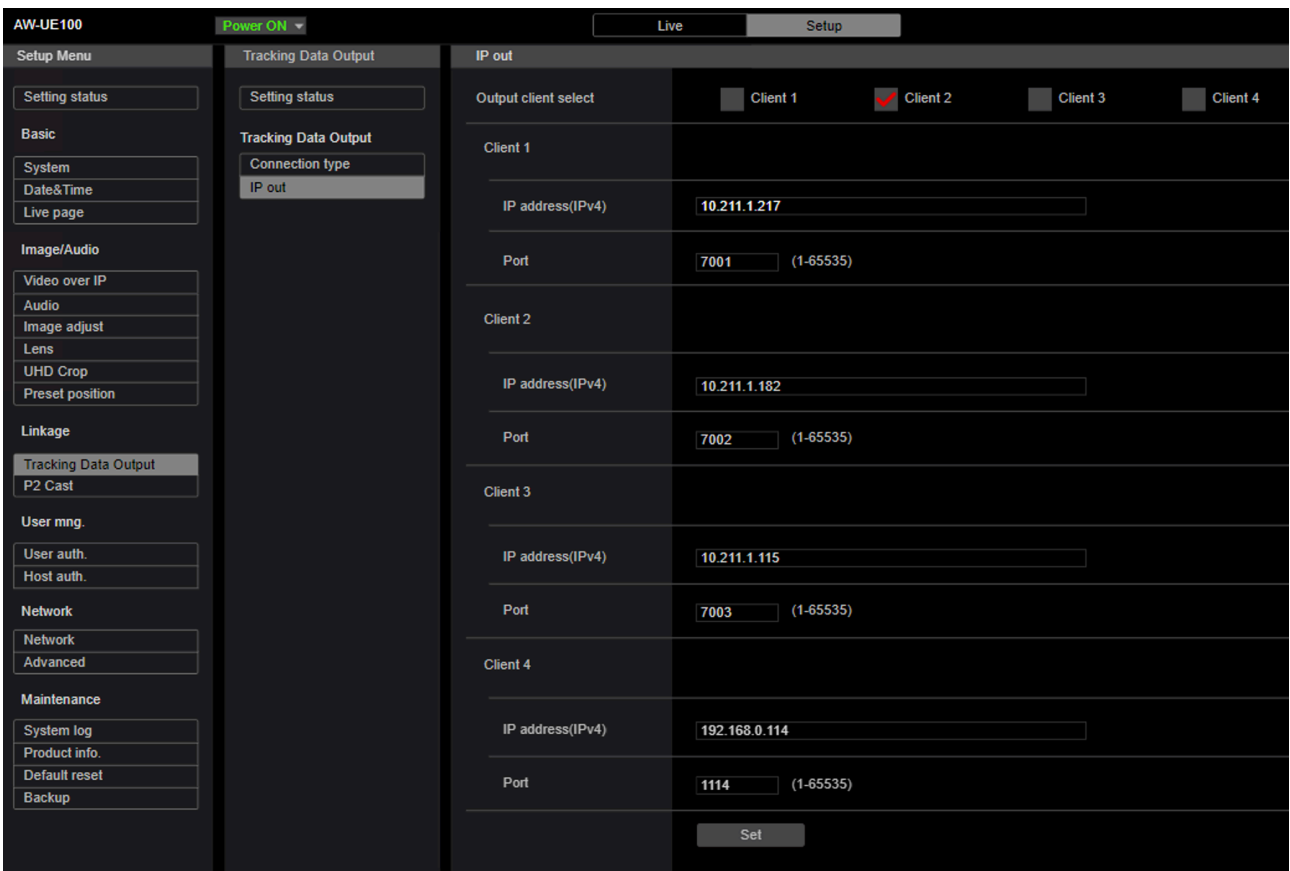 AW-UE100
Power ON
Live
Setup
Setup Menu
Setting status
Basic
System
Date&Time
Live page
Image/Audio
Video over IP
Audio
Image adjust
Lens
UHD Crop
Preset position
Linkage
Tracking Data Output
P2 Cast
User mng.
User auth.
Host auth.
Network
Network
Advanced
Maintenance
System log
Product info.
Default reset
Backup
Tracking Data Output
Setting status
Tracking Data Output
Connection type
IP out
IP out
Output client select Client 1 Client 2 Client 3 Client 4
Client 1
IP address(IPv4) 10.211.1.217
Port 7001 (1-65535)
Client 2
IP address(IPv4) 10.211.1.182
Port 7002 (1-65535)
Client 3
IP address(IPv4) 10.211.1.115
Port 7003 (1-65535)
Client 4
IP address(IPv4) 192.168.0.114
Port 1114 (1-65535)
Set